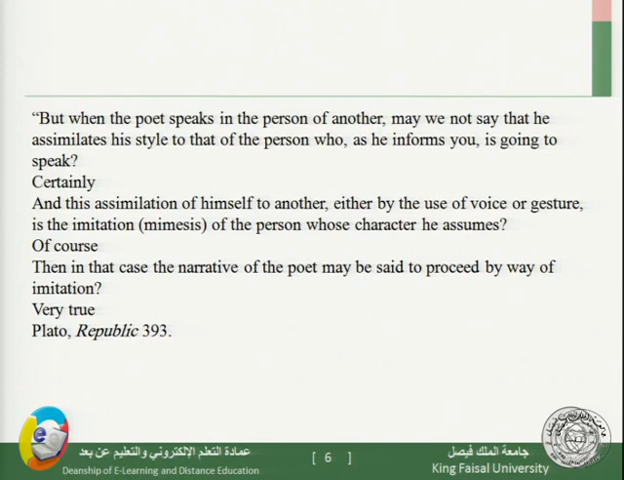 “But when the poet speaks in the person of another, may we not say that he
assimilates his style to that of the person who, as he informs you, is going to
speak?
Certainly
And this assimilation of himself to another, either by the use of voice or gesture,
is the imitation (mimesis) of the person whose character he assumes?
Of course
Then in that case the narrative of the poet may be said to proceed by way of
imitation?
Very true
Plato, Republic 393.
عمادة التعلم الإلكتروني والتعليم عن بعد
Deanship of E-Learning and Distance Education
[ 6 ]
جامعة الملك فيصل
King Faisal University